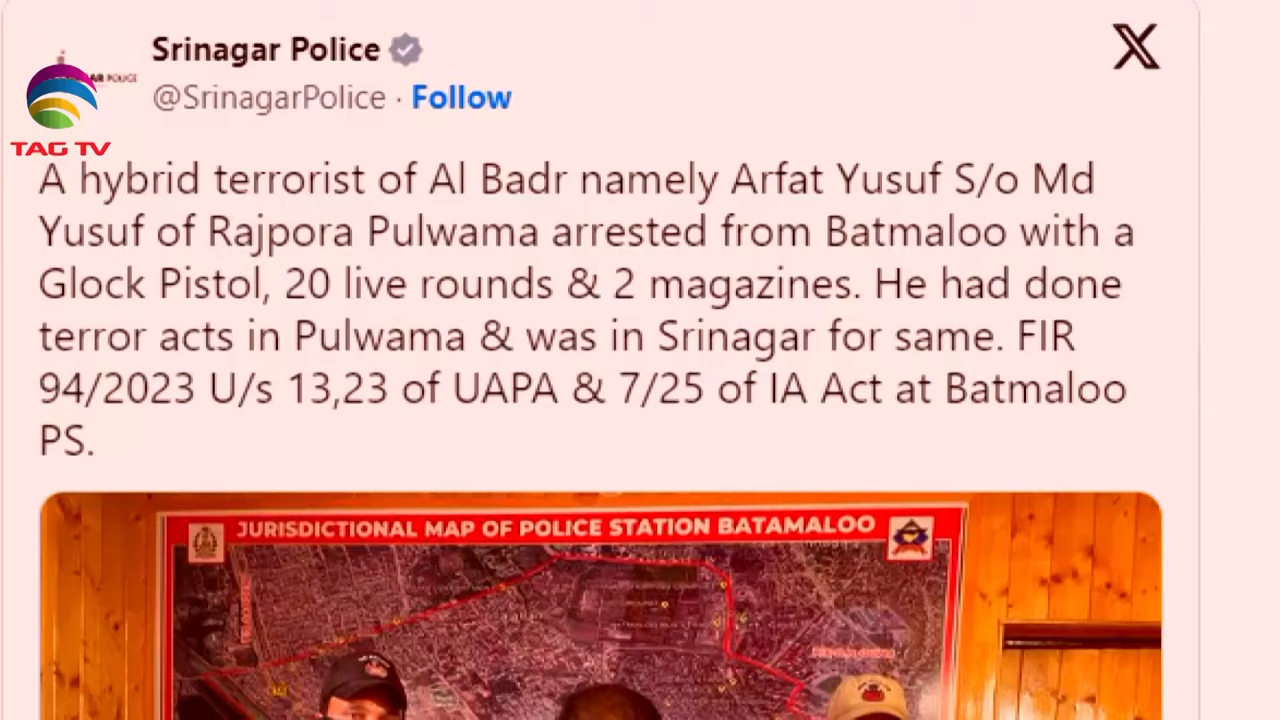 Srinagar Police
AR POLICE
@SrinagarPolice · Follow
TAG TV
A hybrid terrorist of Al Badr namely Arfat Yusuf S/o Md
Yusuf of Rajpora Pulwama arrested from Batmaloo with a
Glock Pistol, 20 live rounds & 2 magazines. He had done
terror acts in Pulwama & was in Srinagar for same. FIR
94/2023 U/s 13,23 of UAPA & 7/25 of IA Act at Batmaloo
PS.
JURISDICTIONAL MAP OF POLICE STATION BATAMALOO